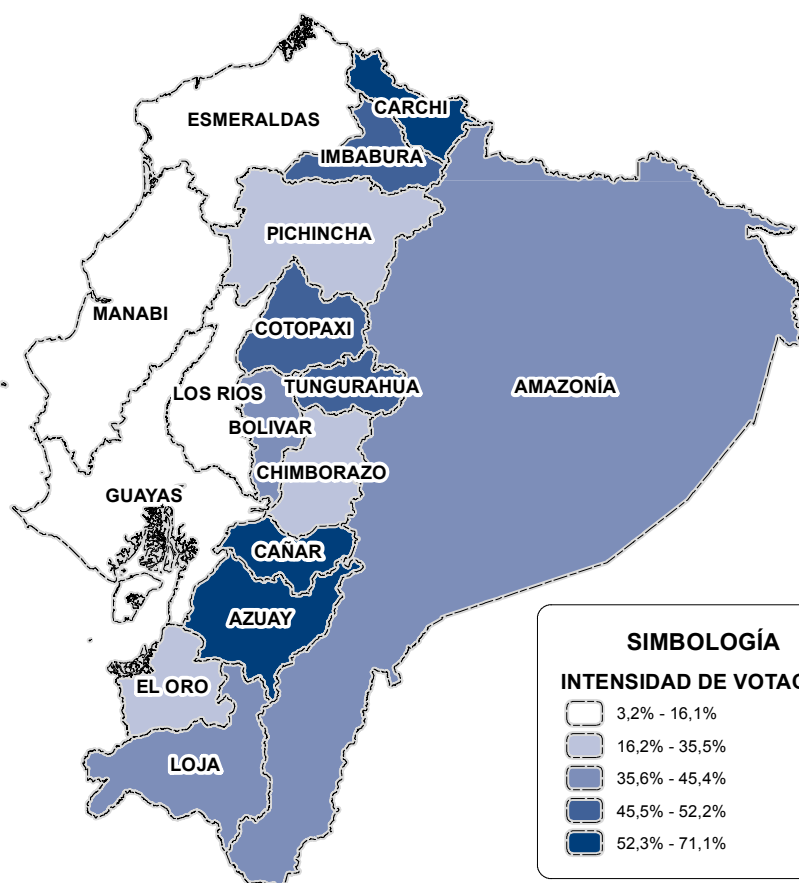 ESMERALDAS
CARCHI
IMBABURA
PICHINCHA
MANABI
COTOPAXI
LOS RIOS
TUNGURAHUA
AMAZONÍA
BOLIVAR
CHIMBORAZO
GUAYAS
CAÑAR
AZUAY
EL ORO
LOJA
SIMBOLOGÍA
INTENSIDAD DE VOTAC
3,2% - 16,1%
16,2% - 35,5%
35,6% - 45,4%
45,5% - 52,2%
52,3% - 71,1%